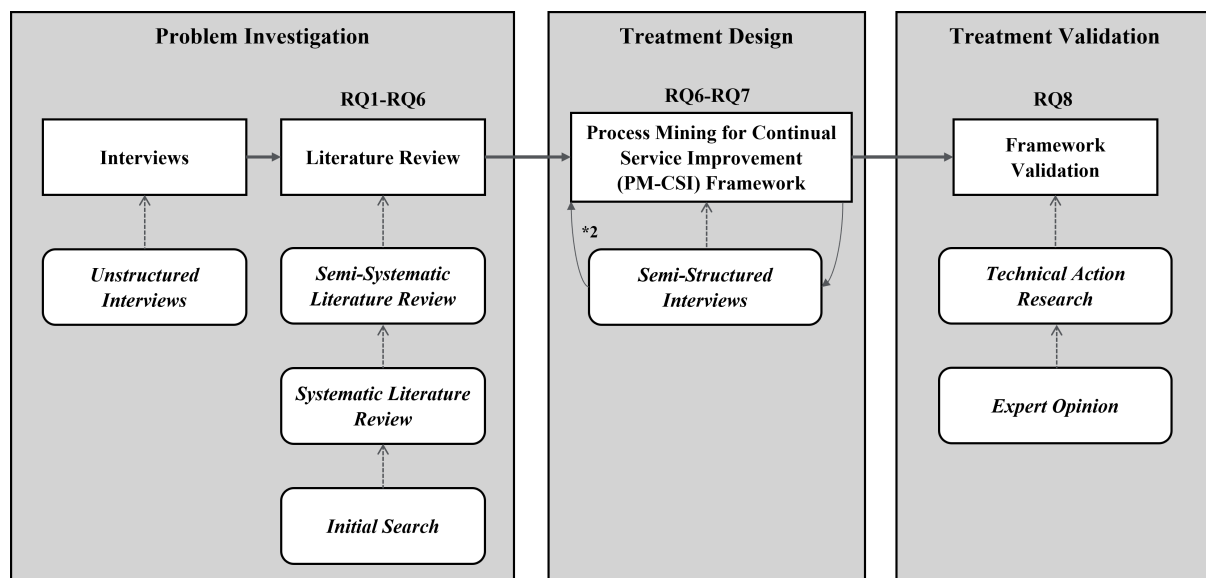 Problem Investigation
RQ1-RQ6
Interviews
Literature Review
Unstructured
Interviews
Semi-Systematic
Literature Review
Systematic Literature
Review
Initial Search
Treatment Design
RQ6-RQ7
Process Mining for Continual
Service Improvement
(PM-CSI) Framework
*2
Semi-Structured
Interviews
Treatment Validation
RQ8
Framework
Validation
Technical Action
Research
Expert Opinion